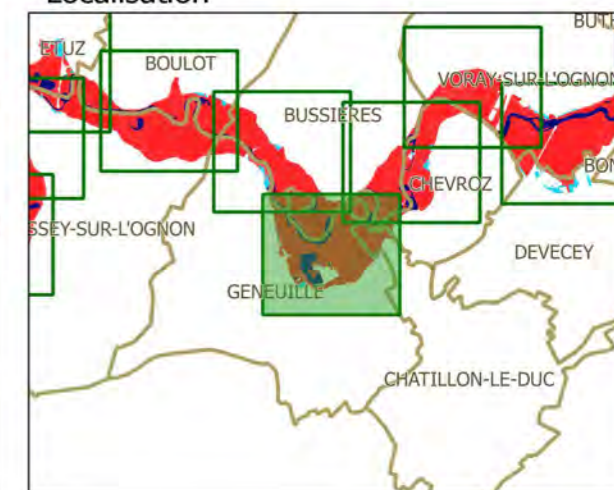 Localisation
BUTH
ETUZ
BOULOT
VORAY-SUR-L'OGNON
BUSSIERES
BON
CHEVROZ
SSEY-SUR-L'OGNON
DEVECEY
GENEUILLE
CHATILLON-LE-DUC